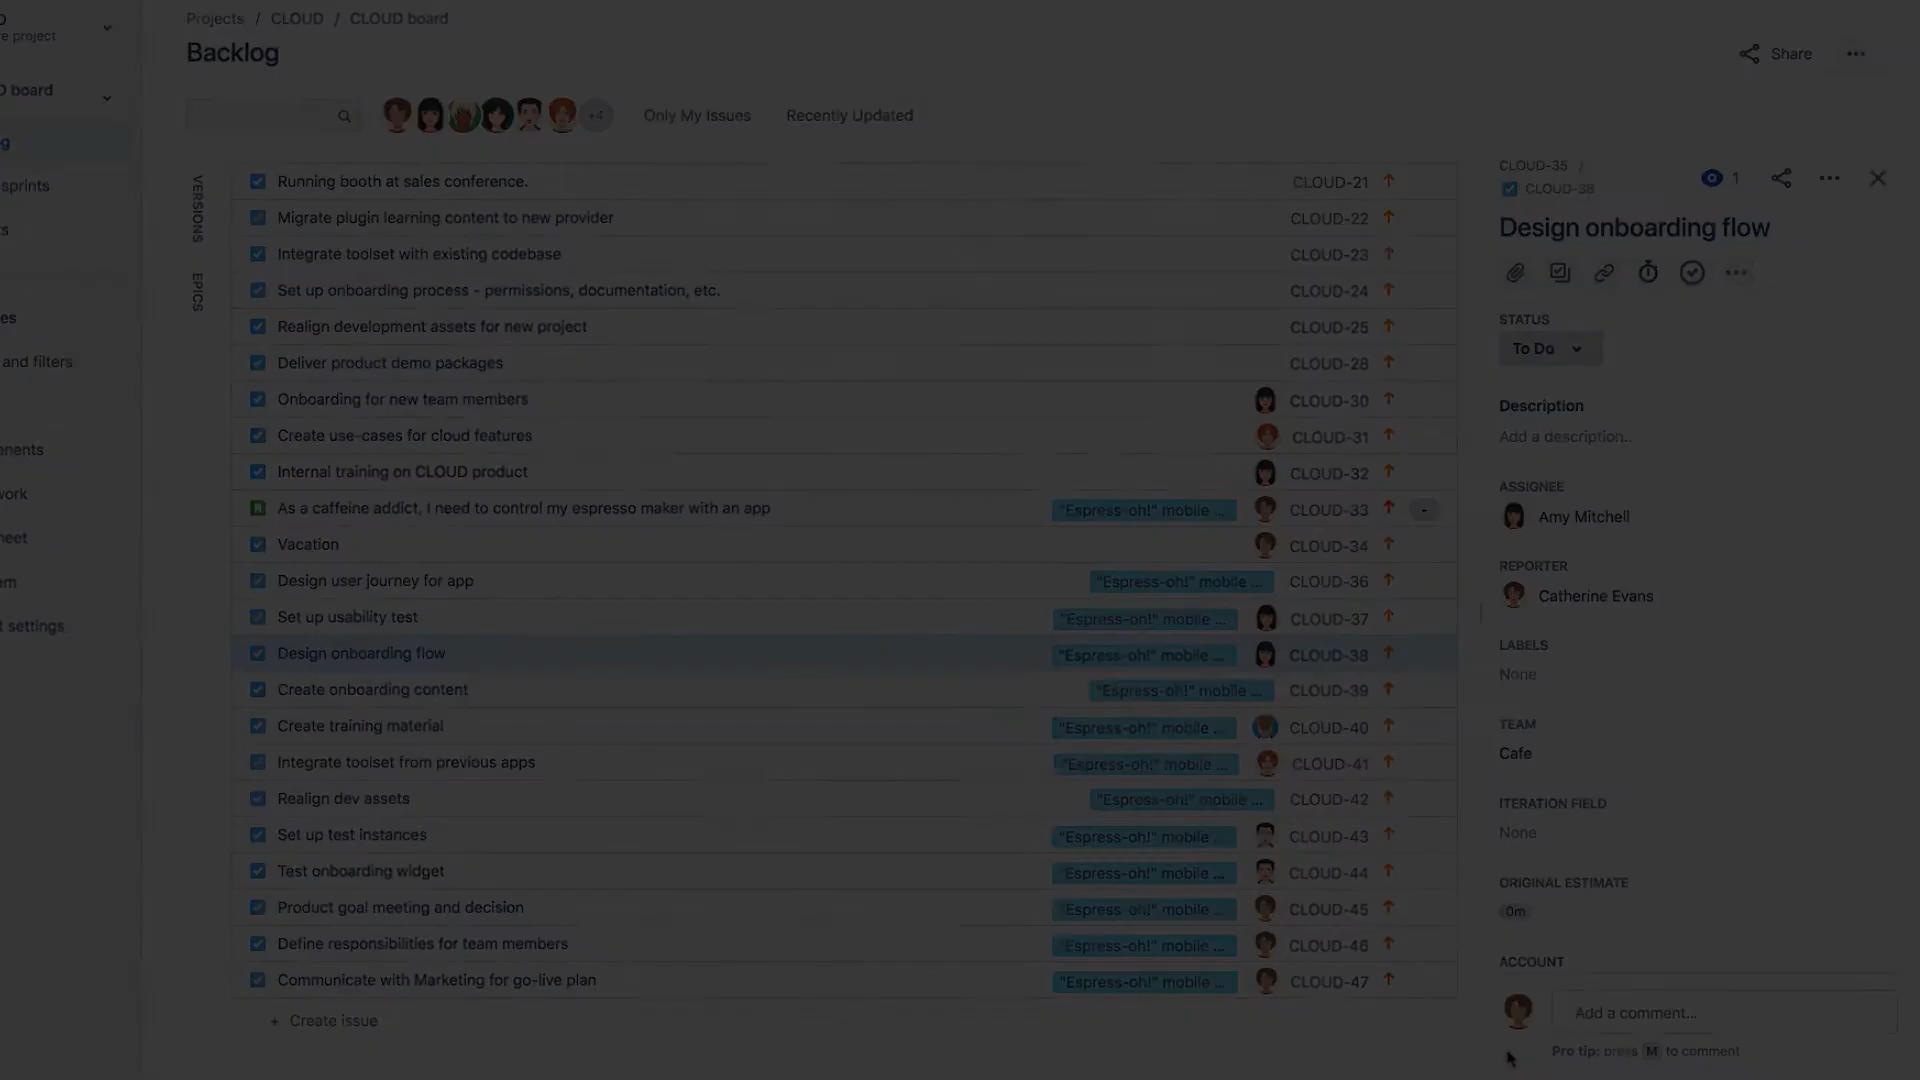 Projects / CLOUD / CLOUD board
Backlog
Share
re project
board
sprints
and filters
t settings
+4
Only My Issues
Recently Updated
VERSIONS
EPICS
Running booth at sales conference. CLOUD-21
Migrate plugin learning content to new provider CLOUD-22
Integrate toolset with existing codebase CLOUD-23
Set up onboarding process - permissions, documentation, etc. CLOUD-24
Realign development assets for new project CLOUD-25
Deliver product demo packages CLOUD-28
Onboarding for new team members CLOUD-30
Create use-cases for cloud features CLOUD-31
Internal training on CLOUD product CLOUD-32
As a caffeine addict, I need to control my espresso maker with an app "Espress-oh!" mobile ... CLOUD-33 -
Vacation CLOUD-34
Design user journey for app "Espress-oh!" mobile ... CLOUD-36
Set up usability test "Espress-oh!" mobile ... CLOUD-37
Design onboarding flow "Espress-oh!" mobile ... CLOUD-38
Create onboarding content "Espress-oh!" mobile ... CLOUD-39
Create training material "Espress-oh!" mobile ... CLOUD-40
Integrate toolset from previous apps "Espress-oh!" mobile ... CLOUD-41
Realign dev assets "Espress-oh!" mobile ... CLOUD-42
Set up test instances "Espress-oh!" mobile ... CLOUD-43
Test onboarding widget "Espress-oh!" mobile ... CLOUD-44
Product goal meeting and decision "Espress-oh!" mobile ... CLOUD-45
Define responsibilities for team members "Espress-oh!" mobile ... CLOUD-46
Communicate with Marketing for go-live plan "Espress-oh!" mobile ... CLOUD-47
+ Create issue
CLOUD-35 /
CLOUD-38
1
Design onboarding flow
STATUS
To Do
Description
Add a description...
ASSIGNEE
Amy Mitchell
REPORTER
Catherine Evans
LABELS
None
TEAM
Cafe
ITERATION FIELD
None
ORIGINAL ESTIMATE
0m
ACCOUNT
Add a comment...
Pro tip: press M to comment